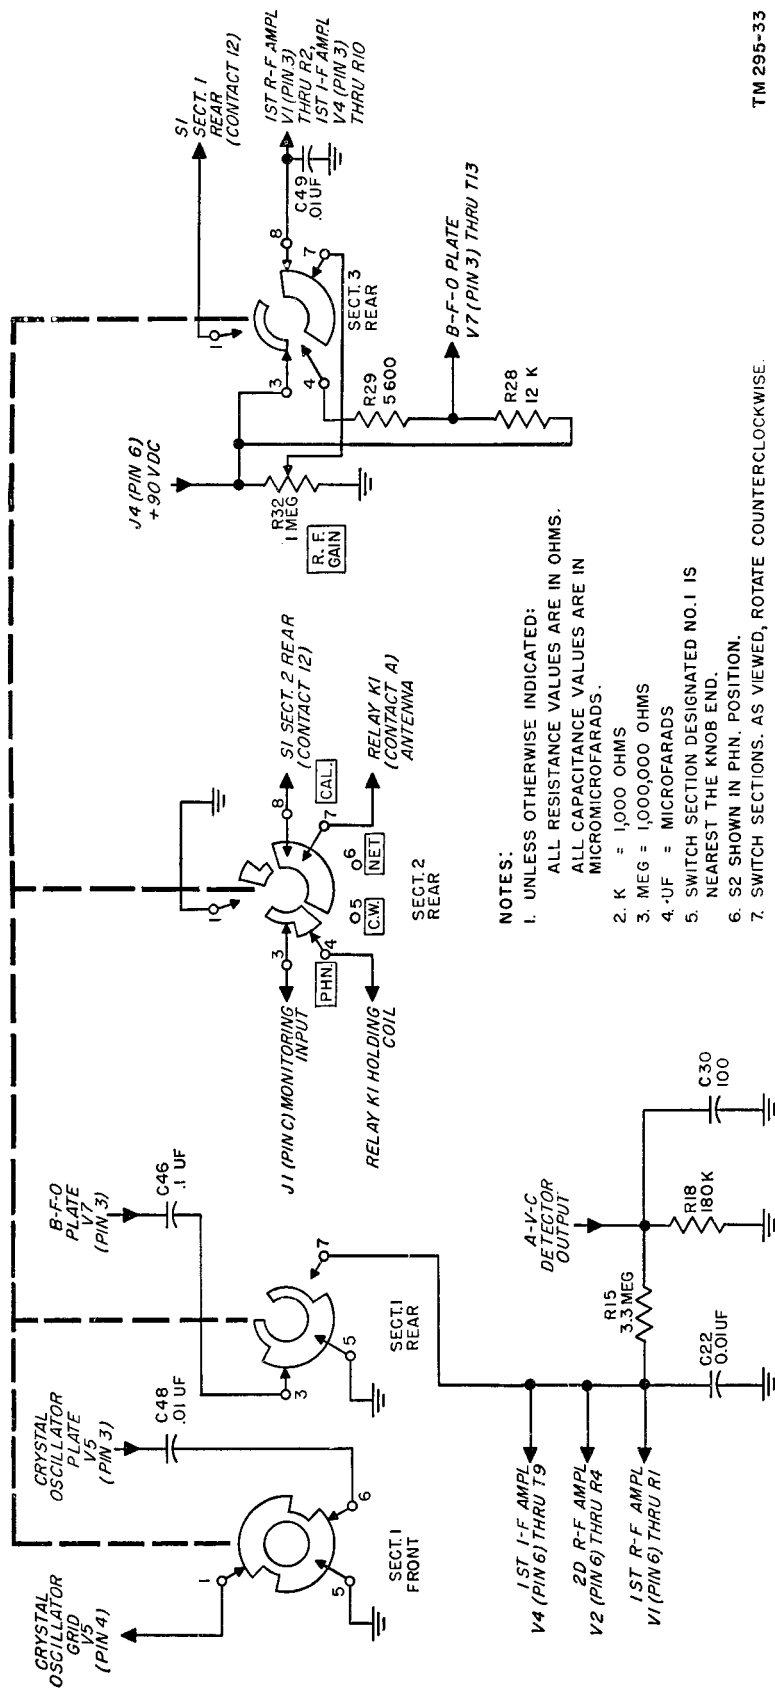 CRYSTAL
OSCILLATOR
GRID
V5
(PIN 4)
CRYSTAL
OSCILLATOR
PLATE
V5
(PIN 3)
C48
.01 UF
1
6
5
SECT. 1
FRONT
B-F-O
PLATE
V7
(PIN 3)
C46
.1 UF
3
5
7
SECT. 1
REAR
1ST I-F AMPL
V4 (PIN 6) THRU T9
2D R-F AMPL
V2 (PIN 6) THRU R4
1ST R-F AMPL
V1 (PIN 6) THRU R1
A-V-C
DETECTOR
OUTPUT
R15
3.3 MEG
C22
0.01UF
R18
180K
C30
100
J1 (PIN C) MONITORING
INPUT
RELAY K1 HOLDING
COIL
1
3
4
PHN.
5
C.W.
6
NET
7
CAL.
8
SECT. 2
REAR
S1 SECT. 2 REAR
(CONTACT 12)
RELAY K1
(CONTACT A)
ANTENNA
J4 (PIN 6)
+90 VDC
R32
1 MEG
R. F.
GAIN
1
3
4
7
8
SECT. 3
REAR
S1
SECT. 1
REAR
(CONTACT 12)
1ST R-F AMPL
V1 (PIN 3)
THRU R2,
1ST I-F AMPL
V4 (PIN 3)
THRU R10
C49
.01 UF
R29
5600
B-F-O PLATE
V7 (PIN 3) THRU T13
R28
12 K
NOTES:
1. UNLESS OTHERWISE INDICATED:
ALL RESISTANCE VALUES ARE IN OHMS.
ALL CAPACITANCE VALUES ARE IN
MICROMICROFARADS.
2. K = 1,000 OHMS
3. MEG = 1,000,000 OHMS
4. UF = MICROFARADS
5. SWITCH SECTION DESIGNATED NO. 1 IS
NEAREST THE KNOB END.
6. S2 SHOWN IN PHN. POSITION.
7. SWITCH SECTIONS. AS VIEWED, ROTATE COUNTERCLOCKWISE.
TM 295-33